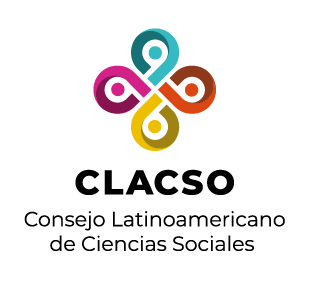 CLACSO
Consejo Latinoamericano
de Ciencias Sociales